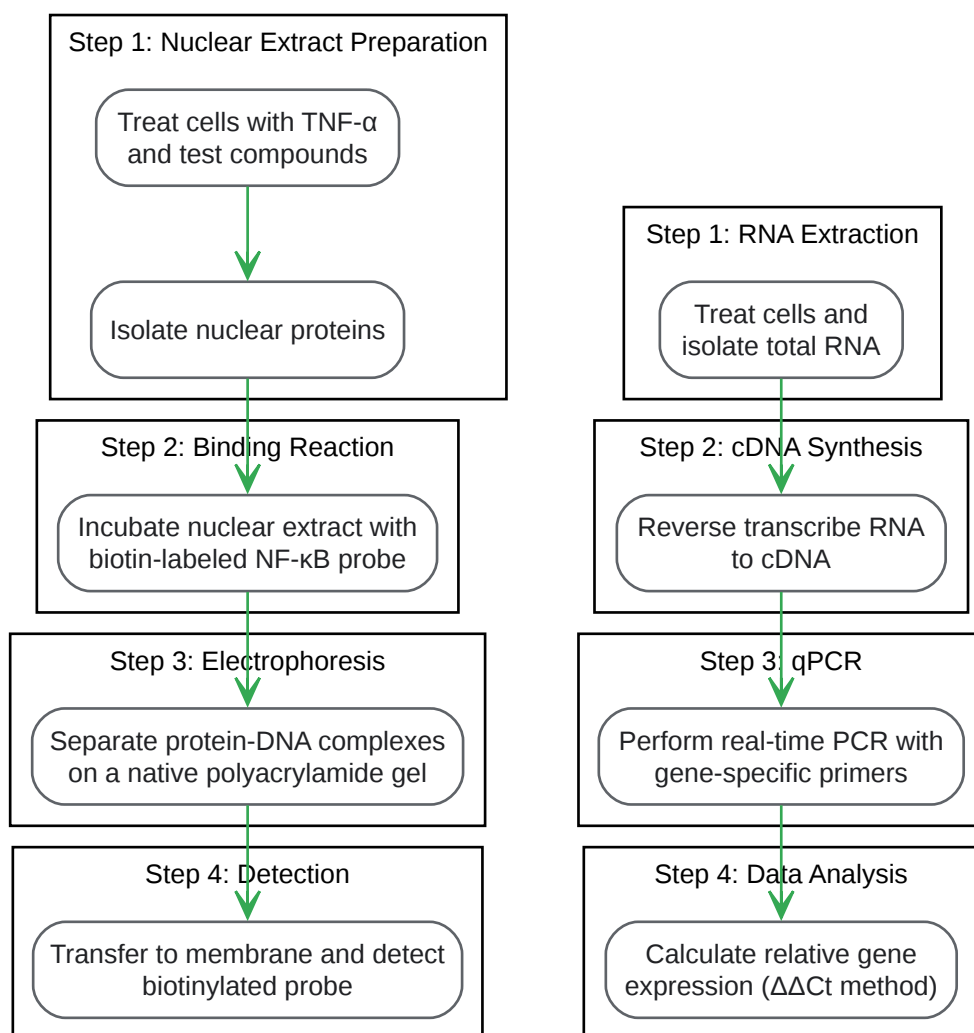 Step 1: Nuclear Extract Preparation
Treat cells with TNF-α
and test compounds
Isolate nuclear proteins
Step 2: Binding Reaction
Incubate nuclear extract with
biotin-labeled NF-κB probe
Step 3: Electrophoresis
Separate protein-DNA complexes
on a native polyacrylamide gel
Step 4: Detection
Transfer to membrane and detect
biotinylated probe
Step 1: RNA Extraction
Treat cells and
isolate total RNA
Step 2: cDNA Synthesis
Reverse transcribe RNA
to cDNA
Step 3: qPCR
Perform real-time PCR with
gene-specific primers
Step 4: Data Analysis
Calculate relative gene
expression (ΔΔCt method)